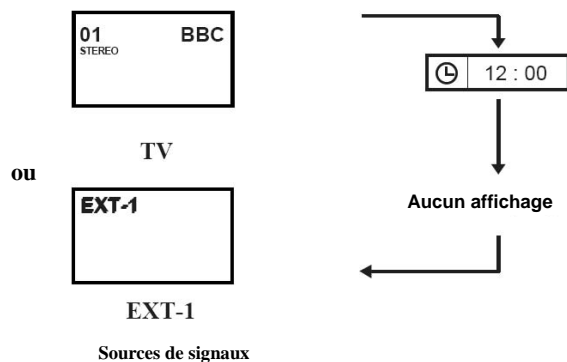 01 BBC
STEREO
TV
ou
EXT-1
EXT-1
Sources de signaux
12 : 00
Aucun affichage